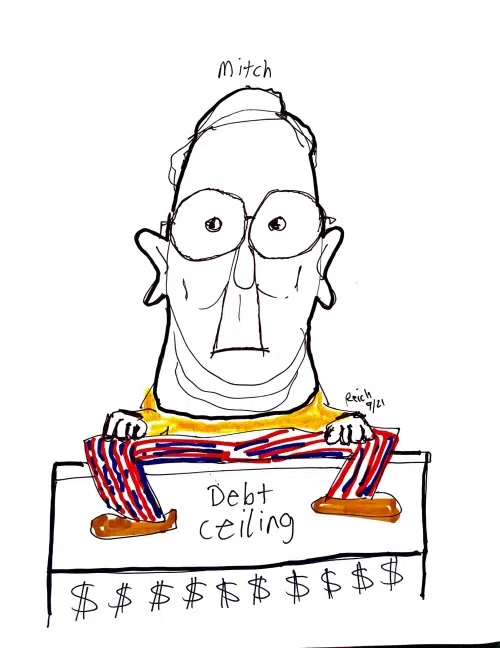 Mitch
Reich
9/21
Debt
ceiling
$ $ $ $ $ $ $ $ $ $